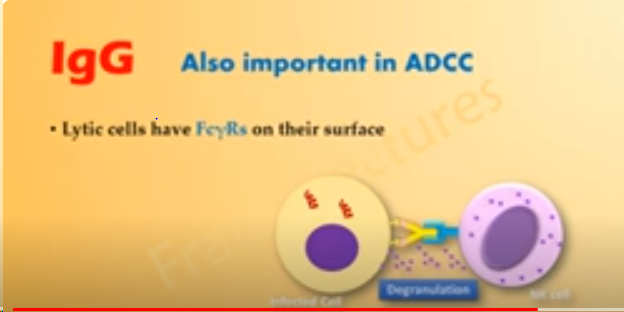 IgG Also important in ADCC
• Lytic cells have FcγRs on their surface
Degranulation
Infected Cell
NK cell